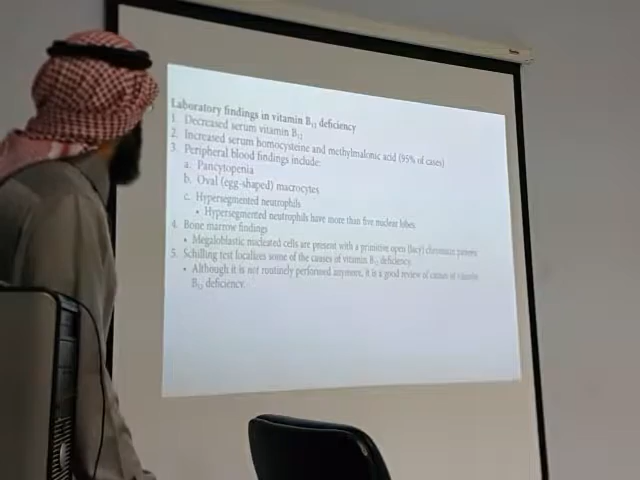 Laboratory findings in vitamin B₁₂ deficiency
1. Decreased serum vitamin B₁₂
2. Increased serum homocysteine and methylmalonic acid (95% of cases)
3. Peripheral blood findings include:
a. Pancytopenia
b. Oval (egg-shaped) macrocytes
c. Hypersegmented neutrophils
• Hypersegmented neutrophils have more than five nuclear lobes.
4. Bone marrow findings
• Megaloblastic nucleated cells are present with a primitive open (lacy) chromatin pattern.
5. Schilling test localizes some of the causes of vitamin B₁₂ deficiency.
• Although it is not routinely performed anymore, it is a good review of causes of vitamin
B₁₂ deficiency.